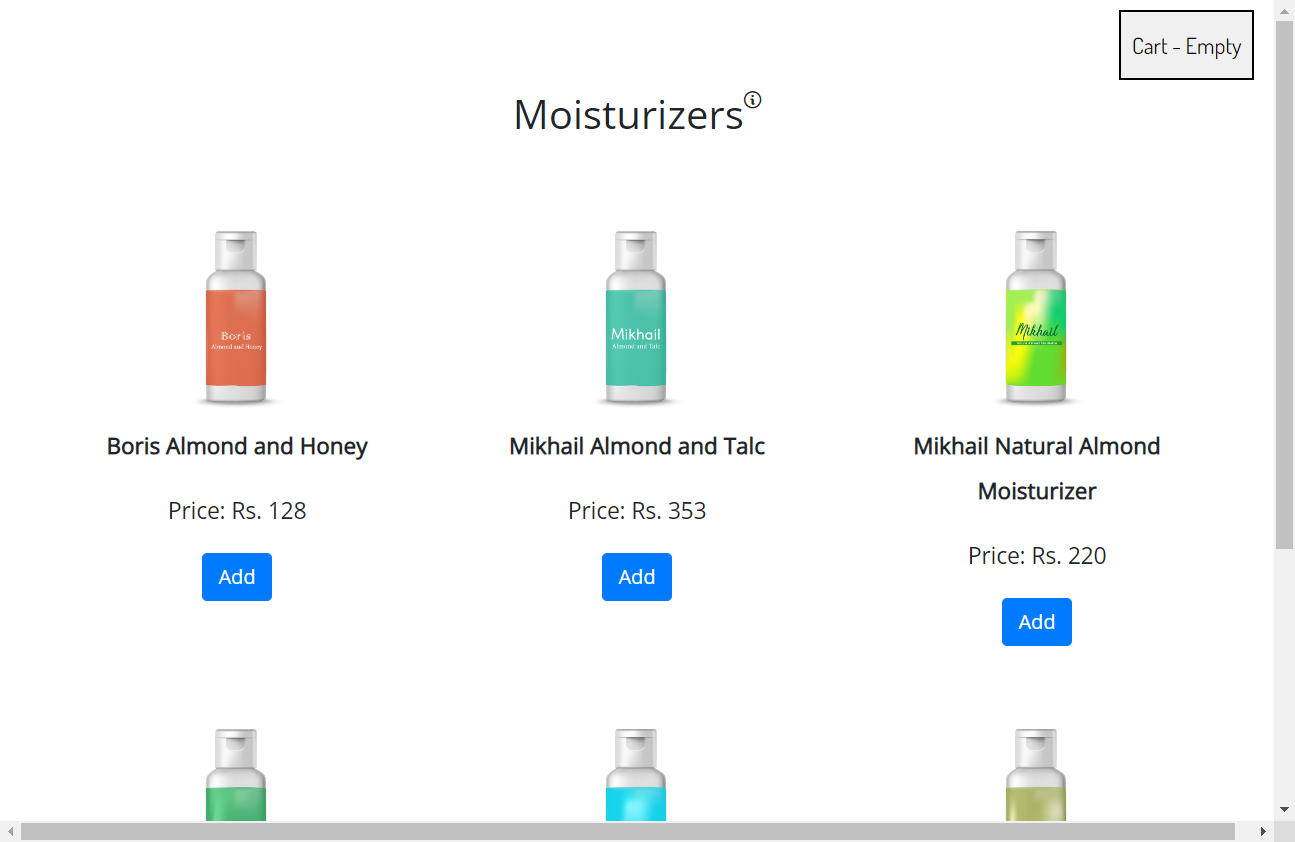 Cart - Empty
Moisturizers
Boris
Almond and Honey
Mikhail
Almond and Talc
Mikhail
Boris Almond and Honey
Mikhail Almond and Talc
Mikhail Natural Almond
Moisturizer
Price: Rs. 128
Price: Rs. 353
Price: Rs. 220
Add
Add
Add